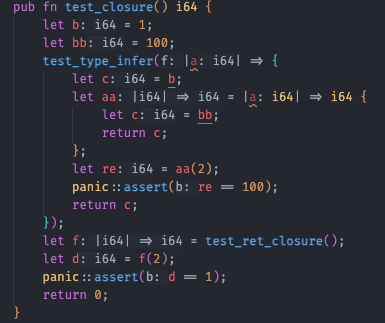 pub fn test_closure() i64 {
    let b: i64 = 1;
    let bb: i64 = 100;
    test_type_infer(f: |a: i64| => {
        let c: i64 = b;
        let aa: |i64| => i64 = |a: i64| => i64 {
            let c: i64 = bb;
            return c;
        };
        let re: i64 = aa(2);
        panic::assert(b: re == 100);
        return c;
    });
    let f: |i64| => i64 = test_ret_closure();
    let d: i64 = f(2);
    panic::assert(b: d == 1);
    return 0;
}